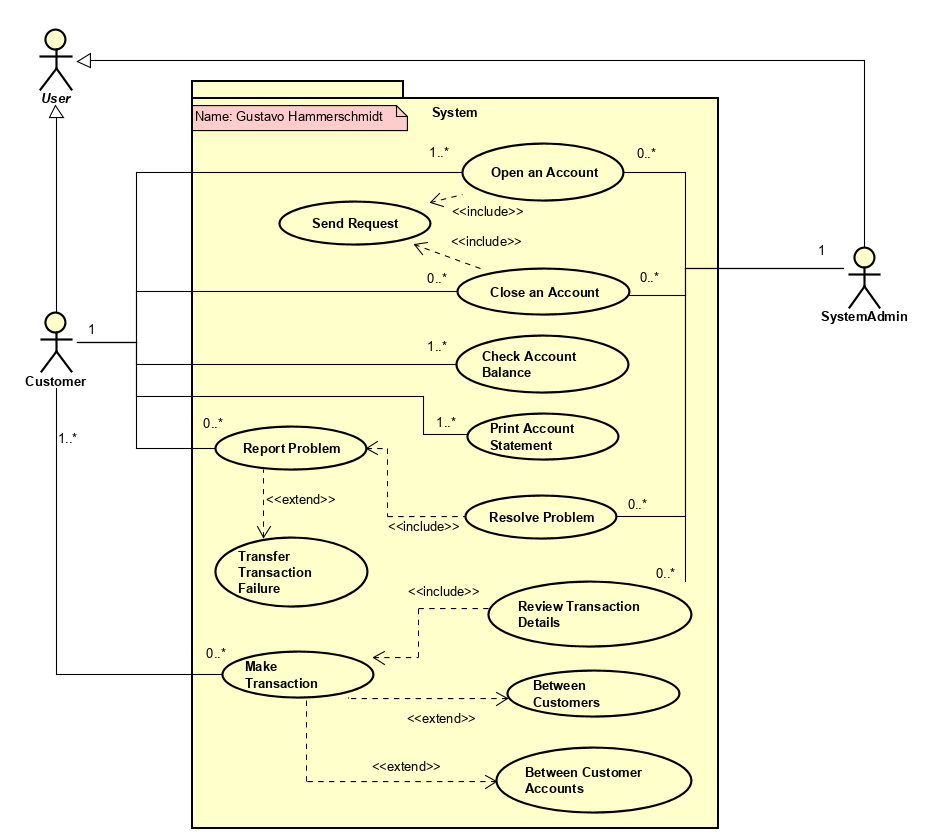 User
Name: Gustavo Hammerschmidt
System
1..*
Open an Account
0..*
<<include>>
Send Request
<<include>>
0..*
Close an Account
0..*
1
SystemAdmin
1
Customer
1..*
Check Account
Balance
1..*
Print Account
Statement
0..*
Report Problem
1..*
<<extend>>
<<include>>
Resolve Problem
0..*
Transfer
Transaction
Failure
0..*
<<include>>
Review Transaction
Details
0..*
Make
Transaction
Between
Customers
<<extend>>
<<extend>>
Between Customer
Accounts